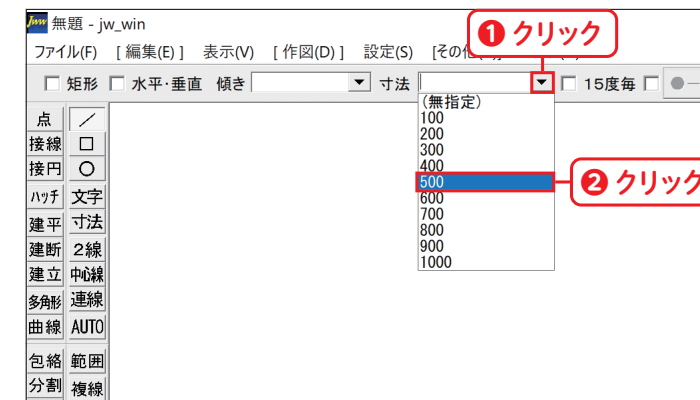 Jww 無題 - jw_win
ファイル(F) [ 編集(E) ] 表示(V) [ 作図(D) ] 設定(S) [その他
❶ クリック
矩形 水平・垂直 傾き 寸法 15度毎
(無指定)
100
200
300
400
500
600
700
800
900
1000
❷ クリック
点 ／
接線 □
接円 ○
ハッチ 文字
建平 寸法
建断 2線
建立 中心線
多角形 連線
曲線 AUTO
包絡 範囲
分割 複線